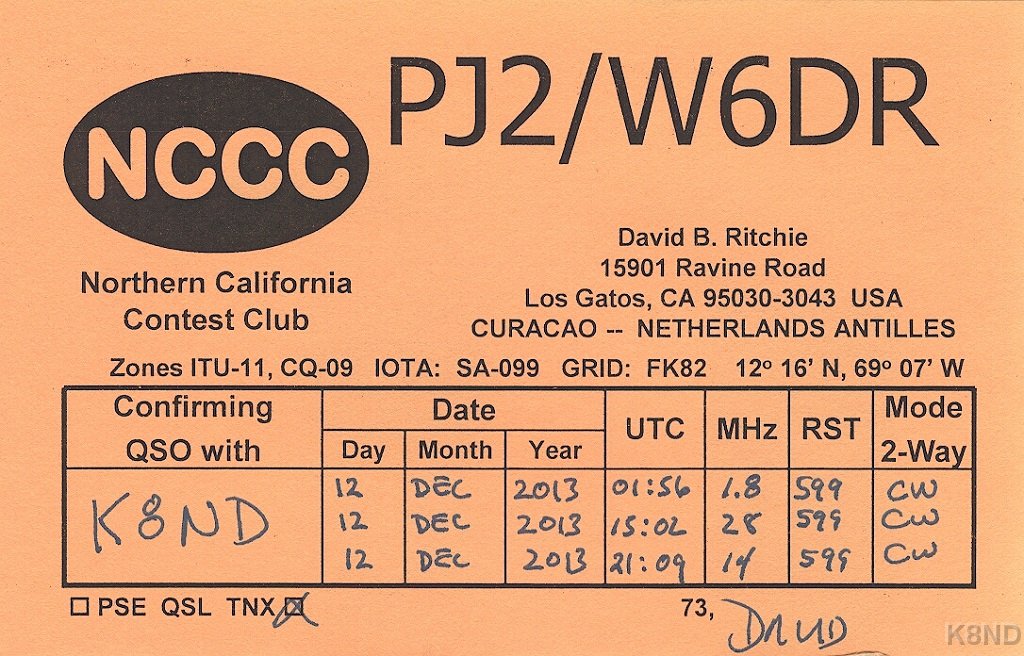 PJ2/W6DR
NCCC
Northern California
Contest Club
David B. Ritchie
15901 Ravine Road
Los Gatos, CA 95030-3043 USA
CURACAO -- NETHERLANDS ANTILLES
Zones ITU-11, CQ-09 IOTA: SA-099 GRID: FK82 12º 16' N, 69º 07' W
Confirming QSO with Date Day Month Year UTC MHz RST Mode 2-Way
K8ND
12 DEC 2013 01:56 1.8 599 CW
12 DEC 2013 15:02 28 599 CW
12 DEC 2013 21:09 14 599 CW
☐ PSE QSL TNX ☒
73, David
K8ND